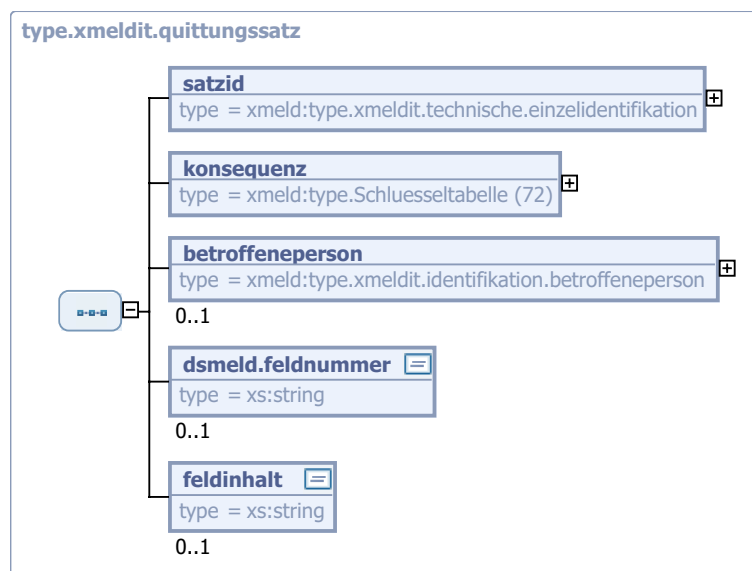 type.xmeldit.quittungssatz
satzid
type = xmeld:type.xmeldit.technische.einzelidentifikation
konsequenz
type = xmeld:type.Schluesseltabelle (72)
betroffeneperson
type = xmeld:type.xmeldit.identifikation.betroffeneperson
0..1
dsmeld.feldnummer
type = xs:string
0..1
feldinhalt
type = xs:string
0..1